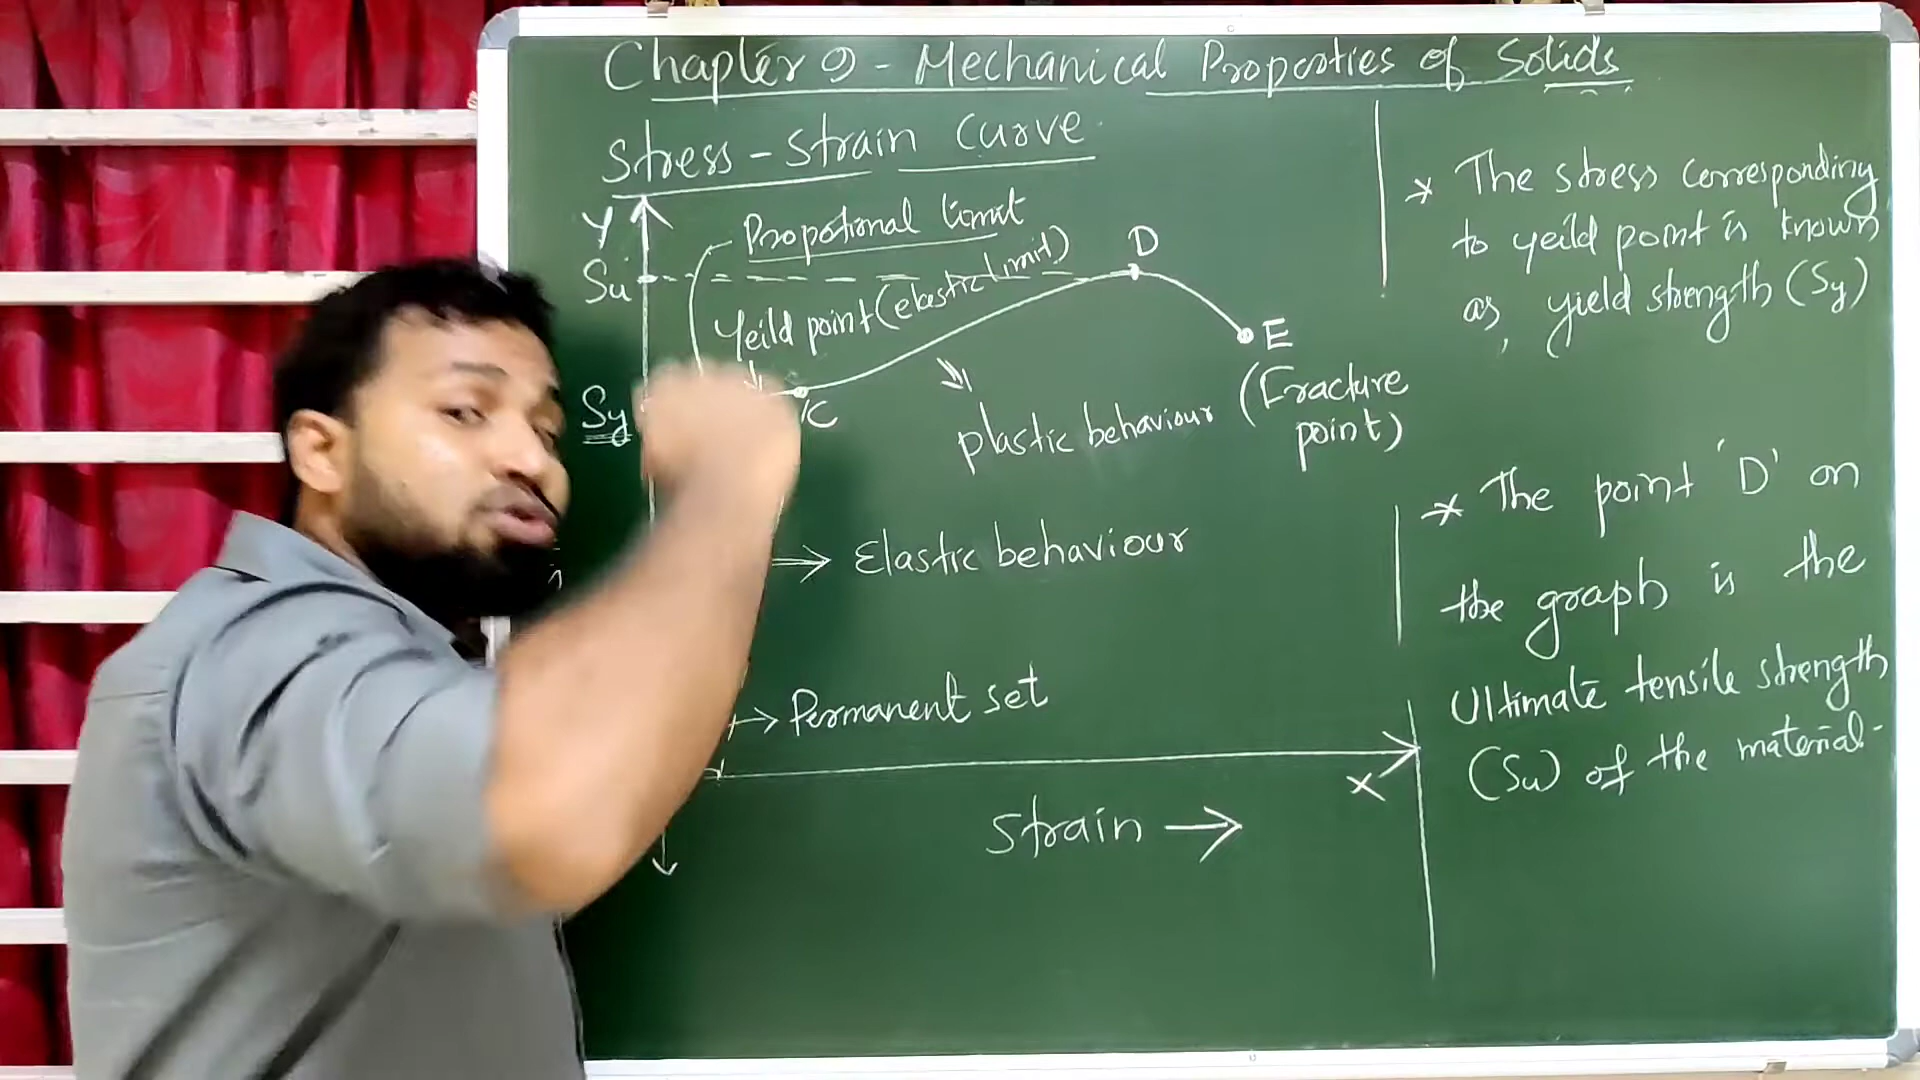 Chapter 9 - Mechanical Properties of Solids
Stress - Strain Curve
Y
Propotional limit
Su
D
Yeild point (elastic limit)
E
(Fracture
point)
Sy
C
plastic behaviour
Elastic behaviour
Permanent set
X
Strain
* The stress corresponding
to yeild point is known
as, yield strength (Sy)
* The point 'D' on
the graph is the
Ultimate tensile strength
(Su) of the material.